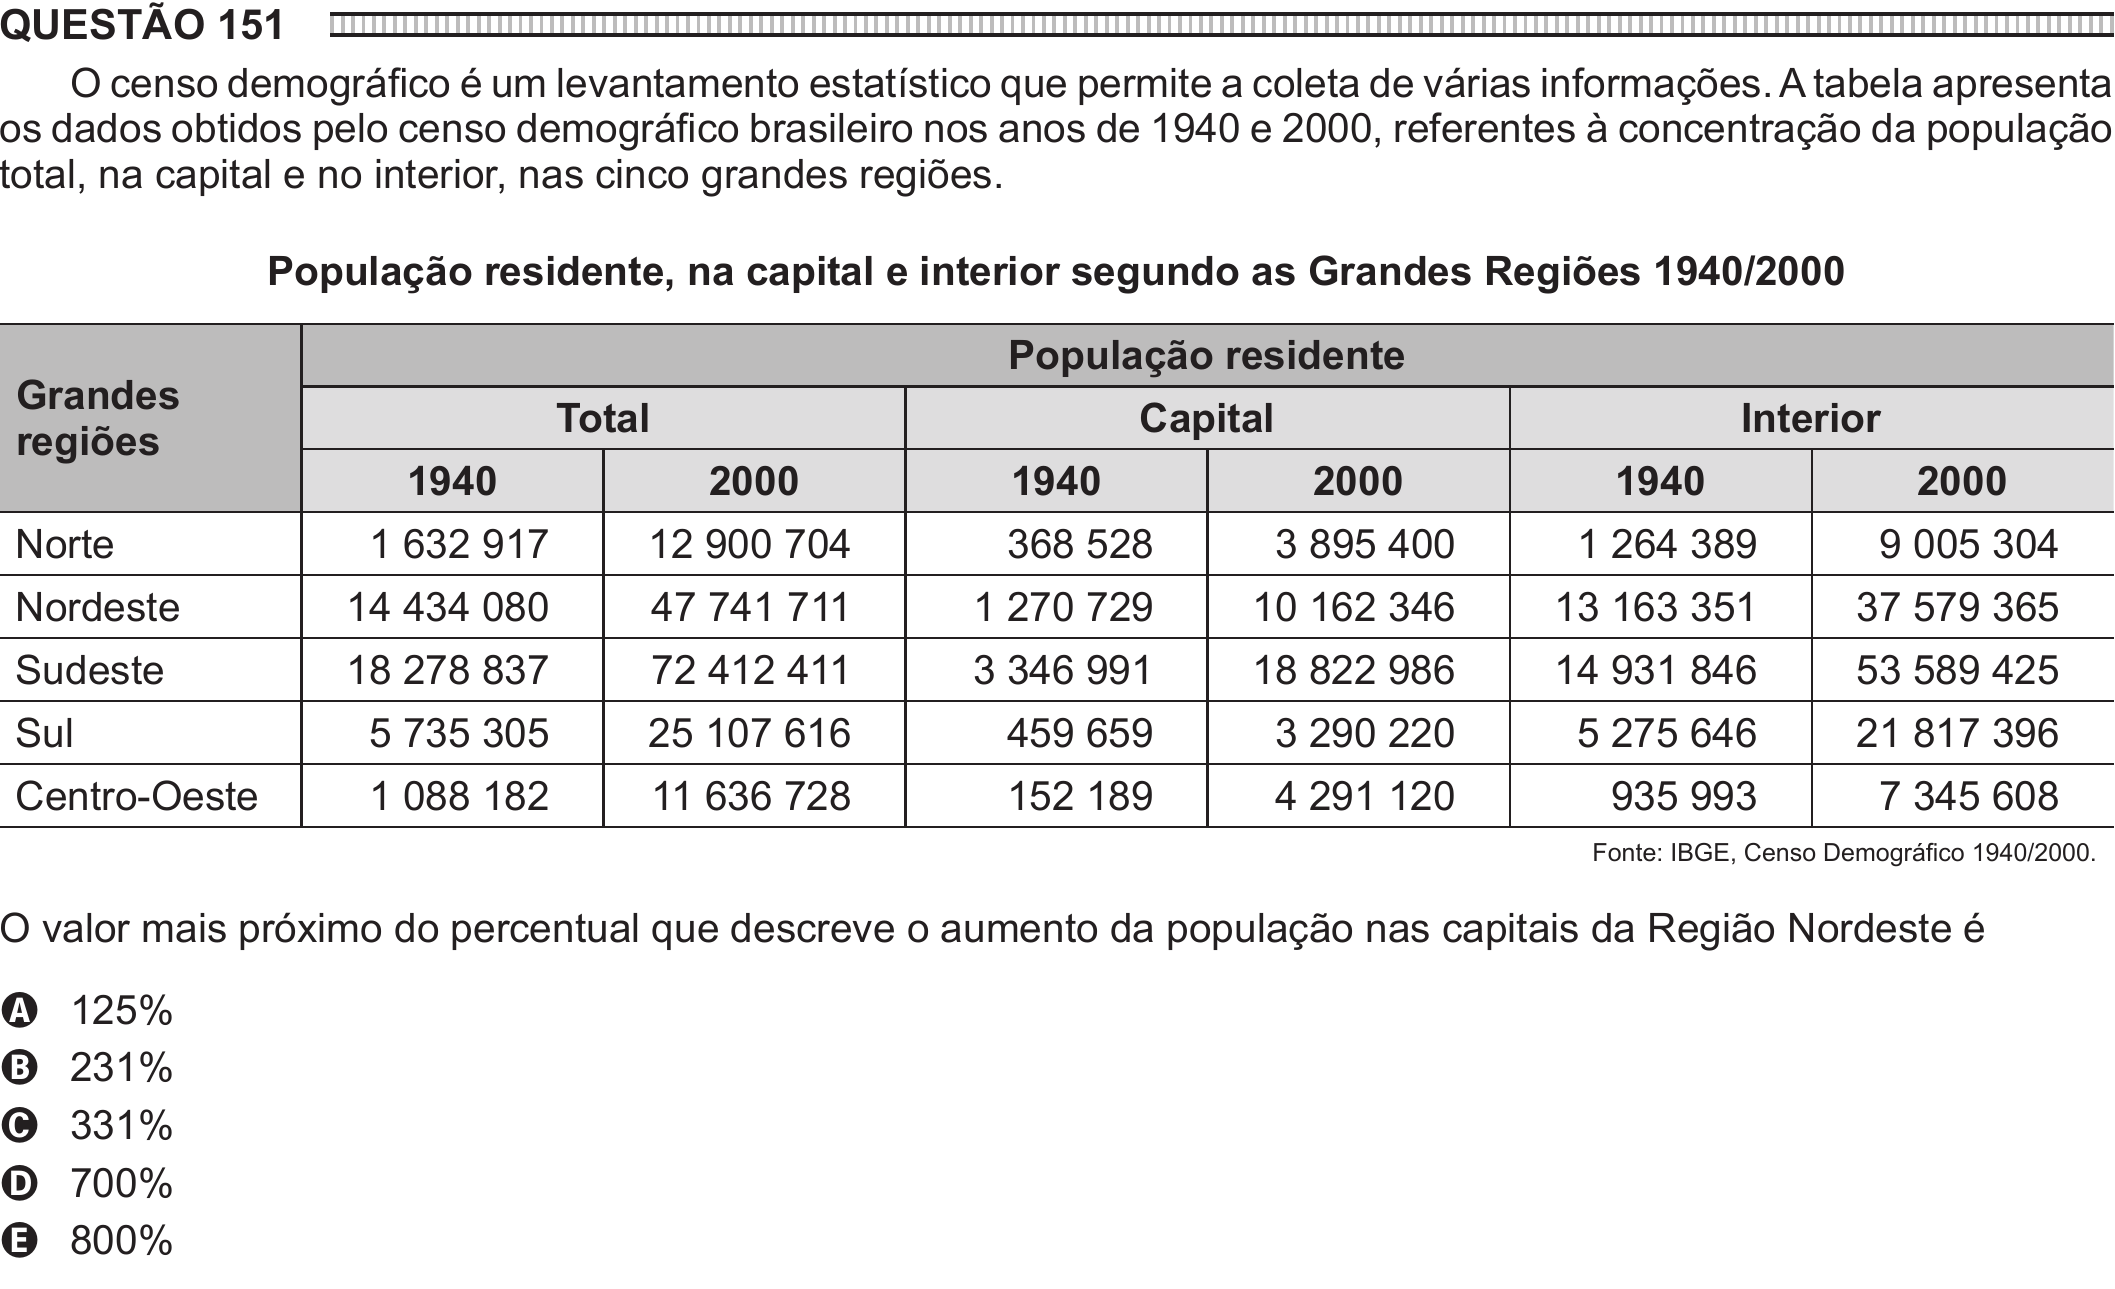 QUESTÃO 151
O censo demográfico é um levantamento estatístico que permite a coleta de várias informações. A tabela apresenta
os dados obtidos pelo censo demográfico brasileiro nos anos de 1940 e 2000, referentes à concentração da população
total, na capital e no interior, nas cinco grandes regiões.
População residente, na capital e interior segundo as Grandes Regiões 1940/2000
Grandes regiões
População residente
Total Capital Interior
1940 2000 1940 2000 1940 2000
Norte 1 632 917 12 900 704 368 528 3 895 400 1 264 389 9 005 304
Nordeste 14 434 080 47 741 711 1 270 729 10 162 346 13 163 351 37 579 365
Sudeste 18 278 837 72 412 411 3 346 991 18 822 986 14 931 846 53 589 425
Sul 5 735 305 25 107 616 459 659 3 290 220 5 275 646 21 817 396
Centro-Oeste 1 088 182 11 636 728 152 189 4 291 120 935 993 7 345 608
Fonte: IBGE, Censo Demográfico 1940/2000.
O valor mais próximo do percentual que descreve o aumento da população nas capitais da Região Nordeste é
A 125%
B 231%
C 331%
D 700%
E 800%